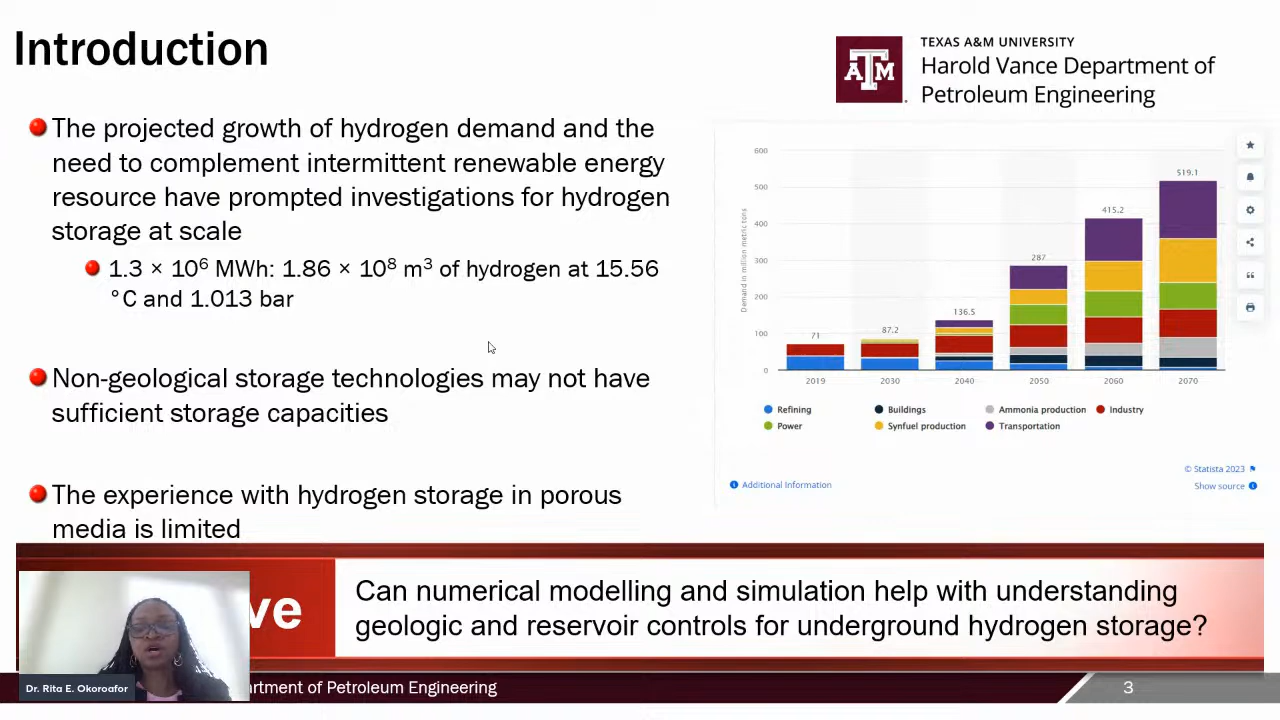 Introduction
TEXAS A&M UNIVERSITY
Harold Vance Department of
Petroleum Engineering
ATM
The projected growth of hydrogen demand and the
need to complement intermittent renewable energy
resource have prompted investigations for hydrogen
storage at scale
1.3 × 10⁶ MWh: 1.86 × 10⁸ m³ of hydrogen at 15.56
°C and 1.013 bar
Non-geological storage technologies may not have
sufficient storage capacities
The experience with hydrogen storage in porous
media is limited
Demand in million metric tons
600
500
400
300
200
100
0
71
87.2
136.5
287
415.2
519.1
2019 2030 2040 2050 2060 2070
Refining Buildings Ammonia production Industry
Power Synfuel production Transportation
© Statista 2023
Additional Information
Show source
ve
Can numerical modelling and simulation help with understanding
geologic and reservoir controls for underground hydrogen storage?
Dr. Rita E. Okoroafor
artment of Petroleum Engineering
3